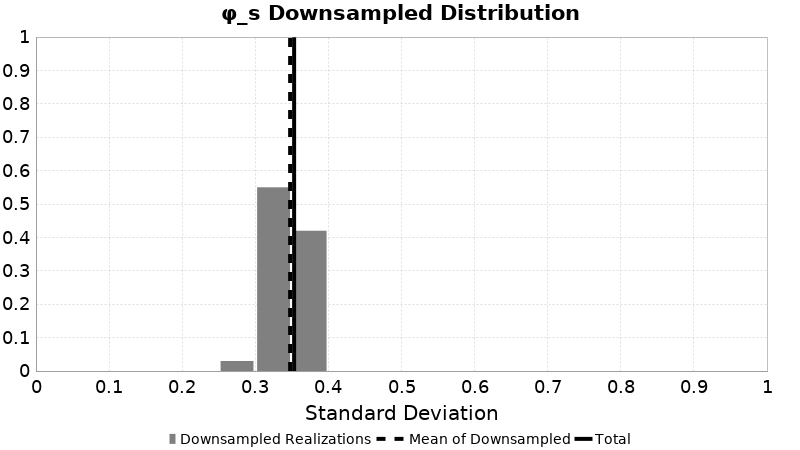 φ_s Downsampled Distribution
1
0.9
0.8
0.7
0.6
0.5
0.4
0.3
0.2
0.1
0
0 0.1 0.2 0.3 0.4 0.5 0.6 0.7 0.8 0.9 1
Standard Deviation
Downsampled Realizations Mean of Downsampled Total